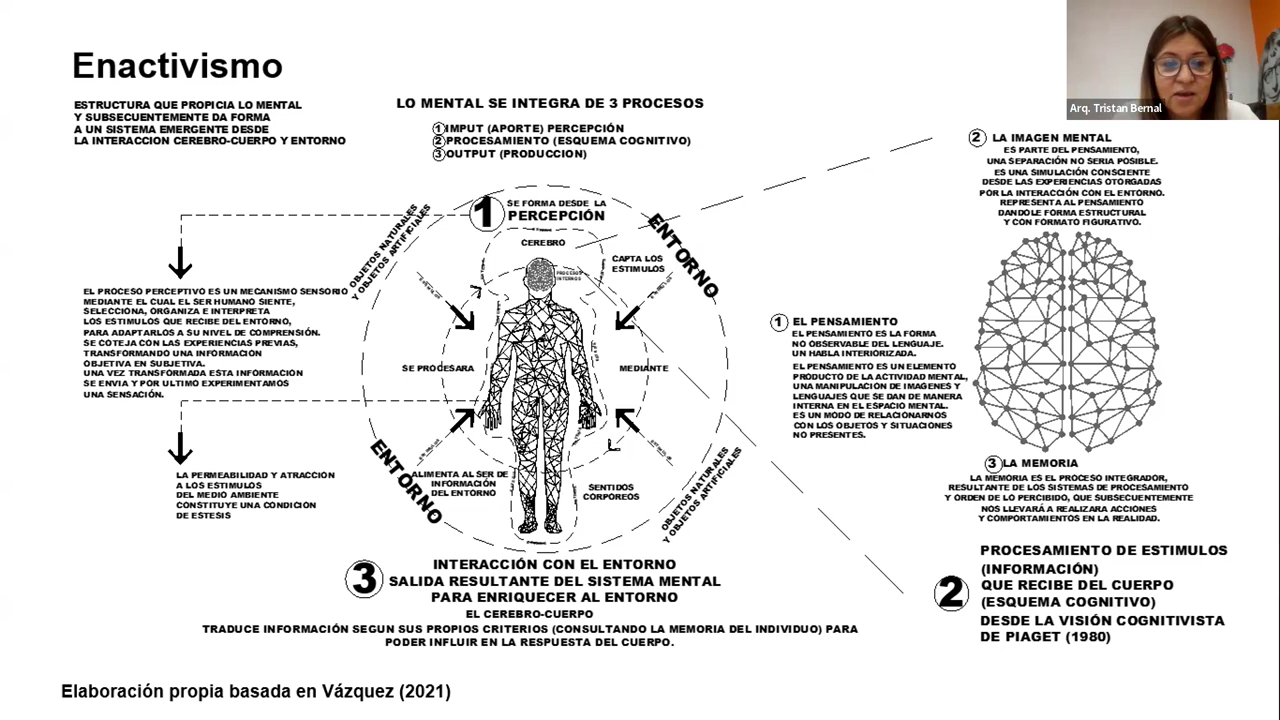 Enactivismo
ESTRUCTURA QUE PROPICIA LO MENTAL
Y SUBSECUENTEMENTE DA FORMA
A UN SISTEMA EMERGENTE DESDE
LA INTERACCION CEREBRO-CUERPO Y ENTORNO
LO MENTAL SE INTEGRA DE 3 PROCESOS
1 IMPUT (APORTE) PERCEPCIÓN
2 PROCESAMIENTO (ESQUEMA COGNITIVO)
3 OUTPUT (PRODUCCION)
Arq. Tristan Bernal
1
SE FORMA DESDE LA
PERCEPCIÓN
CEREBRO
PROCESOS
INTERNOS
OBJETOS NATURALES
Y OBJETOS ARTIFICIALES
ENTORNO
CAPTA LOS
ESTIMULOS
SE PROCESARA
MEDIANTE
ENTORNO
ALIMENTA AL SER DE
INFORMACIÓN
DEL ENTORNO
SENTIDOS
CORPÓREOS
OBJETOS NATURALES
Y OBJETOS ARTIFICIALES
EL PROCESO PERCEPTIVO ES UN MECANISMO SENSORIO
MEDIANTE EL CUAL EL SER HUMANO SIENTE,
SELECCIONA, ORGANIZA E INTERPRETA
LOS ESTIMULOS QUE RECIBE DEL ENTORNO,
PARA ADAPTARLOS A SU NIVEL DE COMPRENSIÓN.
SE COTEJA CON LAS EXPERIENCIAS PREVIAS,
TRANSFORMANDO UNA INFORMACIÓN
OBJETIVA EN SUBJETIVA.
UNA VEZ TRANSFORMADA ESTA INFORMACIÓN
SE ENVIA Y POR ULTIMO EXPERIMENTAMOS
UNA SENSACIÓN.
LA PERMEABILIDAD Y ATRACCIÓN
A LOS ESTIMULOS
DEL MEDIO AMBIENTE
CONSTITUYE UNA CONDICION
DE ESTESIS
3
INTERACCIÓN CON EL ENTORNO
SALIDA RESULTANTE DEL SISTEMA MENTAL
PARA ENRIQUECER AL ENTORNO
EL CEREBRO-CUERPO
TRADUCE INFORMACIÓN SEGUN SUS PROPIOS CRITERIOS (CONSULTANDO LA MEMORIA DEL INDIVIDUO) PARA
PODER INFLUIR EN LA RESPUESTA DEL CUERPO.
2 LA IMAGEN MENTAL
ES PARTE DEL PENSAMIENTO,
UNA SEPARACIÓN NO SERIA POSIBLE.
ES UNA SIMULACIÓN CONSCIENTE
DESDE LAS EXPERIENCIAS OTORGADAS
POR LA INTERACCIÓN CON EL ENTORNO.
REPRESENTA AL PENSAMIENTO
DANDOLE FORMA ESTRUCTURAL
Y CON FORMATO FIGURATIVO.
1 EL PENSAMIENTO
EL PENSAMIENTO ES LA FORMA
NO OBSERVABLE DEL LENGUAJE.
UN HABLA INTERIORIZADA.
EL PENSAMIENTO ES UN ELEMENTO
PRODUCTO DE LA ACTIVIDAD MENTAL,
UNA MANIPULACIÓN DE IMAGENES Y
LENGUAJES QUE SE DAN DE MANERA
INTERNA EN EL ESPACIO MENTAL.
ES UN MODO DE RELACIONARNOS
CON LOS OBJETOS Y SITUACIONES
NO PRESENTES.
3 LA MEMORIA
LA MEMORIA ES EL PROCESO INTEGRADOR,
RESULTANTE DE LOS SISTEMAS DE PROCESAMIENTO
Y ORDEN DE LO PERCIBIDO, QUE SUBSECUENTEMENTE
NOS LLEVARÁ A REALIZARA ACCIONES
Y COMPORTAMIENTOS EN LA REALIDAD.
2
PROCESAMIENTO DE ESTIMULOS
(INFORMACIÓN)
QUE RECIBE DEL CUERPO
(ESQUEMA COGNITIVO)
DESDE LA VISIÓN COGNITIVISTA
DE PIAGET (1980)
Elaboración propia basada en Vázquez (2021)